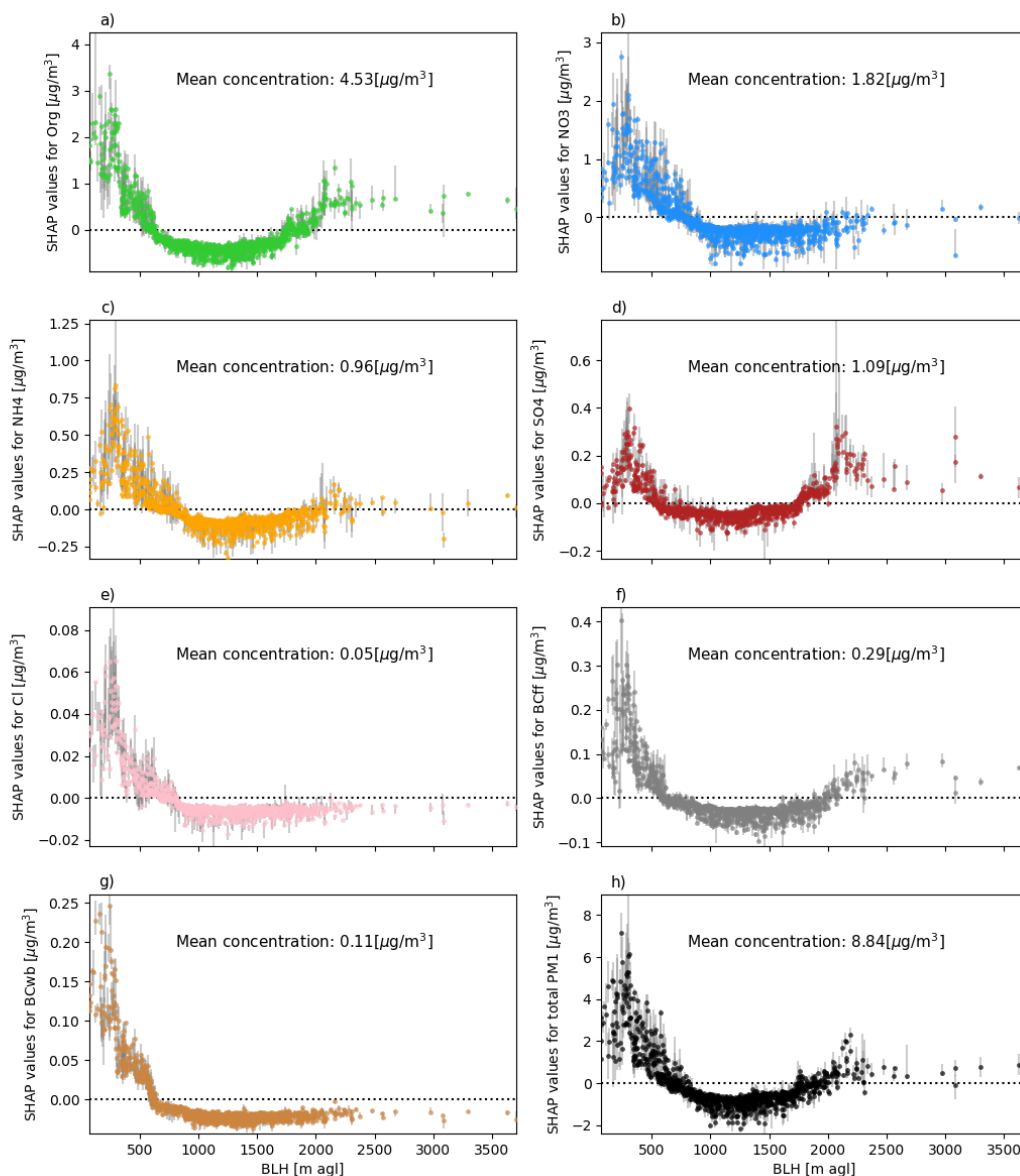 a)
b)
SHAP values for Org [μg/m³]
4
3
2
1
0
Mean concentration: 4.53[μg/m³]
SHAP values for NO3 [μg/m³]
3
2
1
0
Mean concentration: 1.82[μg/m³]
c)
d)
SHAP values for NH4 [μg/m³]
1.25
1.00
0.75
0.50
0.25
0.00
−0.25
Mean concentration: 0.96[μg/m³]
SHAP values for SO4 [μg/m³]
0.6
0.4
0.2
0.0
−0.2
Mean concentration: 1.09[μg/m³]
e)
f)
SHAP values for Cl [μg/m³]
0.08
0.06
0.04
0.02
0.00
−0.02
Mean concentration: 0.05[μg/m³]
SHAP values for BCff [μg/m³]
0.4
0.3
0.2
0.1
0.0
−0.1
Mean concentration: 0.29[μg/m³]
g)
h)
SHAP values for BCwb [μg/m³]
0.25
0.20
0.15
0.10
0.05
0.00
Mean concentration: 0.11[μg/m³]
500 1000 1500 2000 2500 3000 3500
BLH [m agl]
SHAP values for total PM1 [μg/m³]
8
6
4
2
0
−2
Mean concentration: 8.84[μg/m³]
500 1000 1500 2000 2500 3000 3500
BLH [m agl]